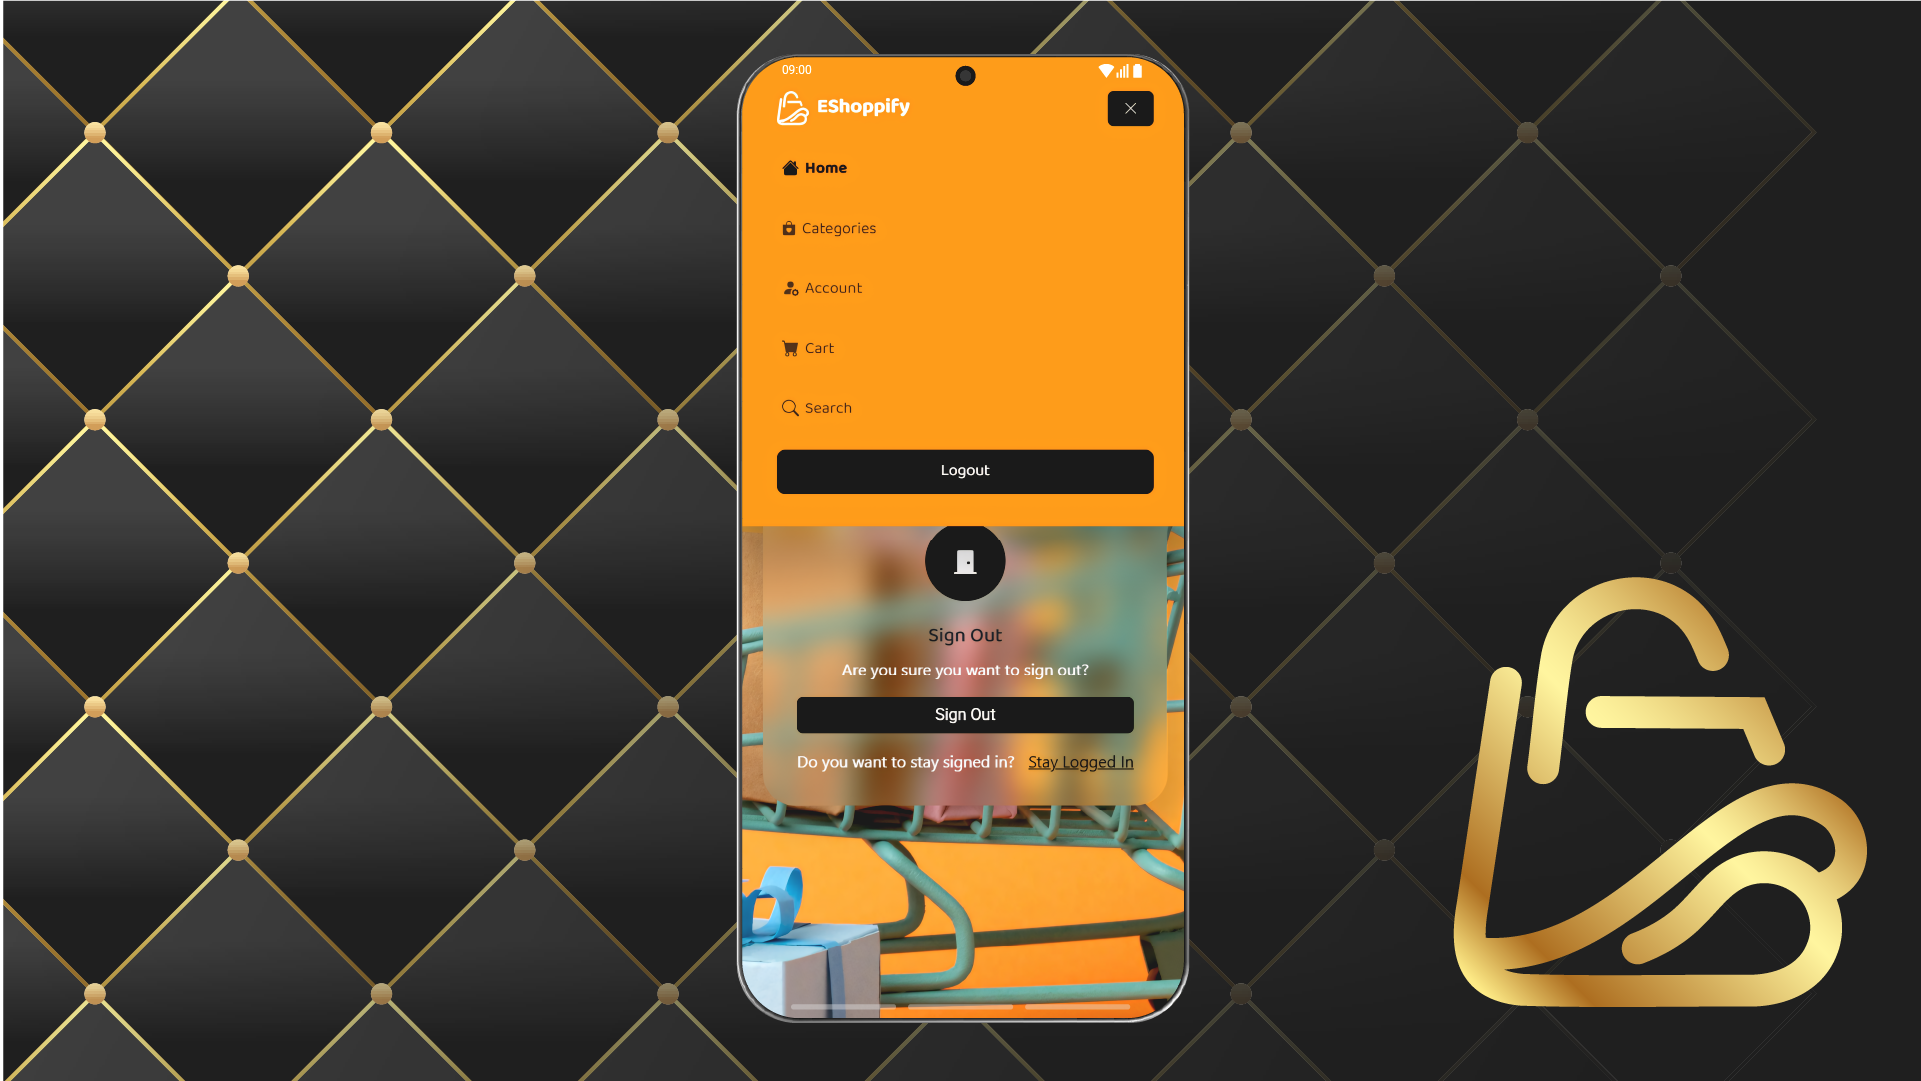 09:00
EShoppify
Home
Categories
Account
Cart
Search
Logout
Sign Out
Are you sure you want to sign out?
Sign Out
Do you want to stay signed in? Stay Logged In